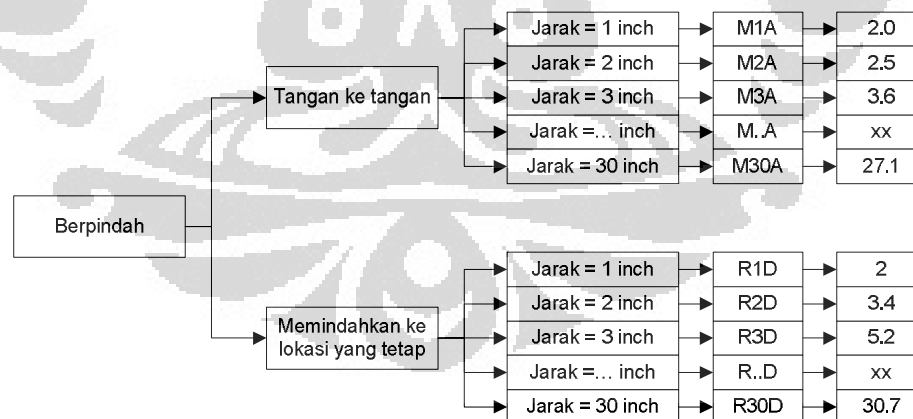 Jarak = 1 inch M1A 2.0
Jarak = 2 inch M2A 2.5
Tangan ke tangan
Jarak = 3 inch M3A 3.6
Jarak =... inch M..A xx
Jarak = 30 inch M30A 27.1
Berpindah
Jarak = 1 inch R1D 2
Jarak = 2 inch R2D 3.4
Memindahkan ke
lokasi yang tetap
Jarak = 3 inch R3D 5.2
Jarak =... inch R..D xx
Jarak = 30 inch R30D 30.7